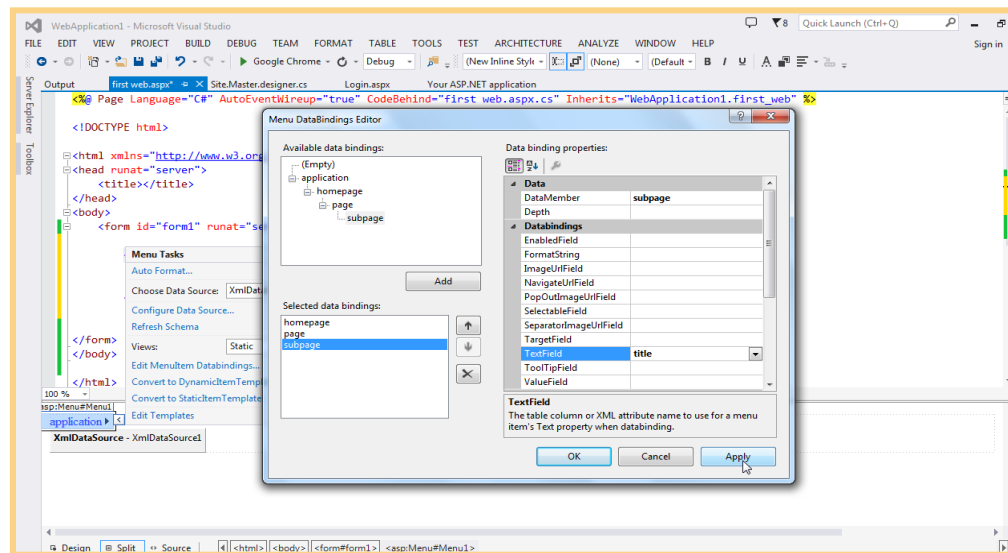 WebApplication1 - Microsoft Visual Studio
8 Quick Launch (Ctrl+Q)
FILE EDIT VIEW PROJECT BUILD DEBUG TEAM FORMAT TABLE TOOLS TEST ARCHITECTURE ANALYZE WINDOW HELP Sign in
Google Chrome Debug (New Inline Style (None) (Default B I U A
Server Explorer
Toolbox
Output first web.aspx* Site.Master.designer.cs Login.aspx Your ASP.NET application
<%@ Page Language="C#" AutoEventWireup="true" CodeBehind="first web.aspx.cs" Inherits="WebApplication1.first_web" %>
<!DOCTYPE html>
<html xmlns="http://www.w3.org
<head runat="server">
<title></title>
</head>
<body>
<form id="form1" runat="se
</form>
</body>
</html>
Menu Tasks
Auto Format...
Choose Data Source: XmlData
Configure Data Source...
Refresh Schema
Views: Static
Edit MenuItem Databindings...
Convert to DynamicItemTempl
Convert to StaticItemTemplate
Edit Templates
100 %
asp:Menu#Menu1
application
XmlDataSource - XmlDataSource1
Menu DataBindings Editor
Available data bindings:
(Empty)
application
homepage
page
subpage
Add
Selected data bindings:
homepage
page
subpage
Data binding properties:
Data
DataMember subpage
Depth
Databindings
EnabledField
FormatString
ImageUrlField
NavigateUrlField
PopOutImageUrlField
SelectableField
SeparatorImageUrlField
TargetField
TextField title
ToolTipField
ValueField
TextField
The table column or XML attribute name to use for a menu
item's Text property when databinding.
OK Cancel Apply
Design Split Source <html> <body> <form#form1> <asp:Menu#Menu1>